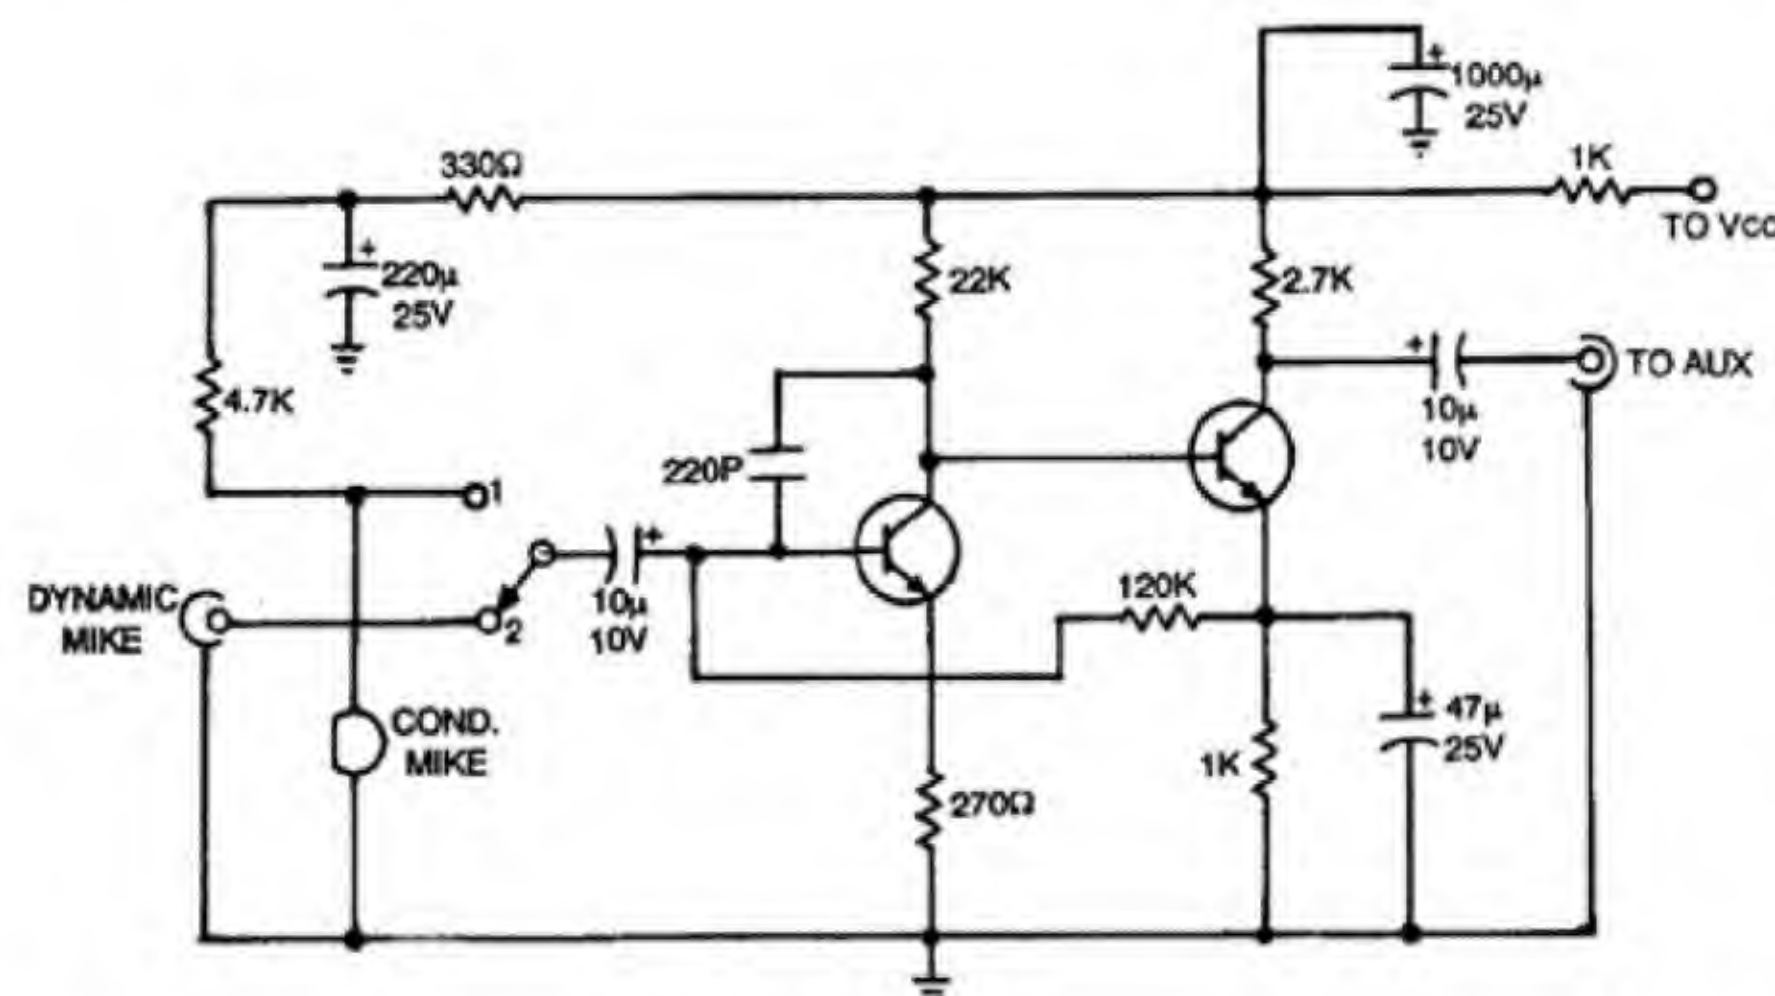 1000μ
25V
330Ω
1K
TO Vcc
220μ
25V
22K
2.7K
TO AUX
4.7K
10μ
10V
220P
1
DYNAMIC
MIKE
2
10μ
10V
120K
COND.
MIKE
47μ
25V
1K
270Ω